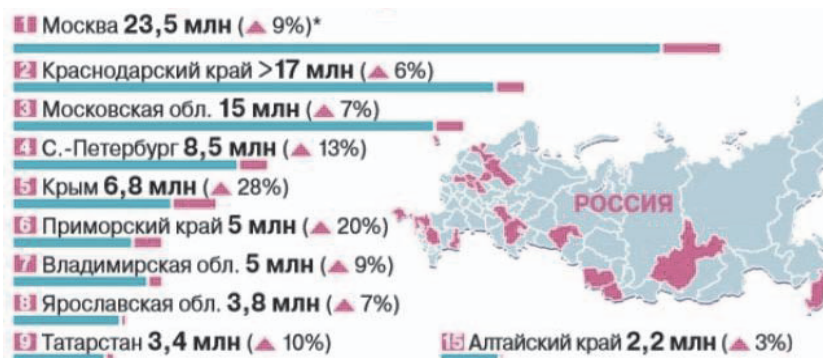 1 Москва 23,5 млн (▲ 9%)*
2 Краснодарский край >17 млн (▲ 6%)
3 Московская обл. 15 млн (▲ 7%)
4 С.-Петербург 8,5 млн (▲ 13%)
5 Крым 6,8 млн (▲ 28%)
6 Приморский край 5 млн (▲ 20%)
РОССИЯ
7 Владимирская обл. 5 млн (▲ 9%)
8 Ярославская обл. 3,8 млн (▲ 7%)
9 Татарстан 3,4 млн (▲ 10%)
15 Алтайский край 2,2 млн (▲ 3%)